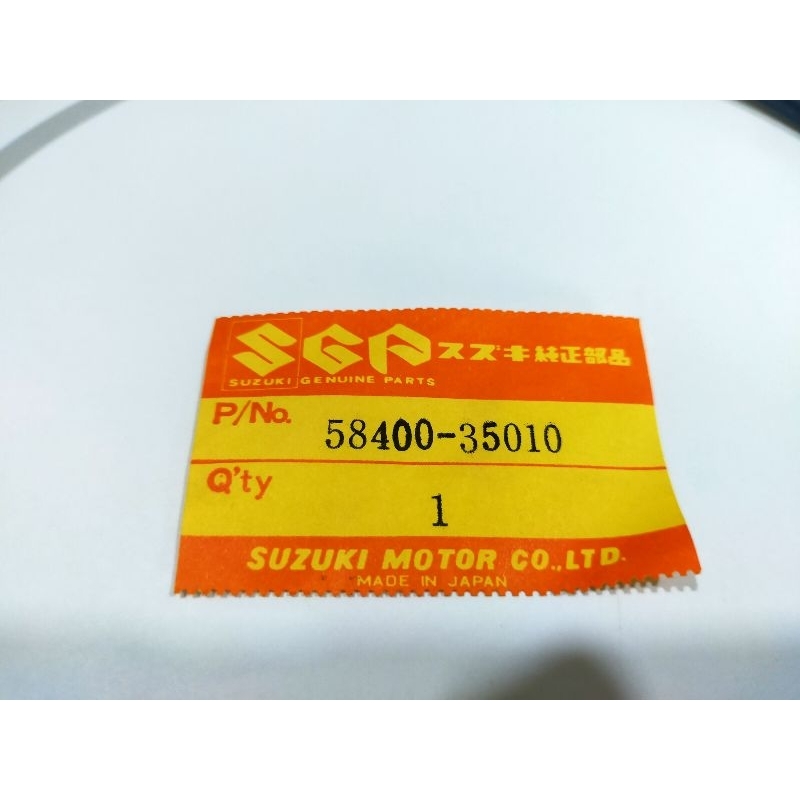 SGP スズキ純正部品
SUZUKI GENUINE PARTS
P/No. 58400-35010
Q'ty 1
SUZUKI MOTOR CO.,LTD.
MADE IN JAPAN